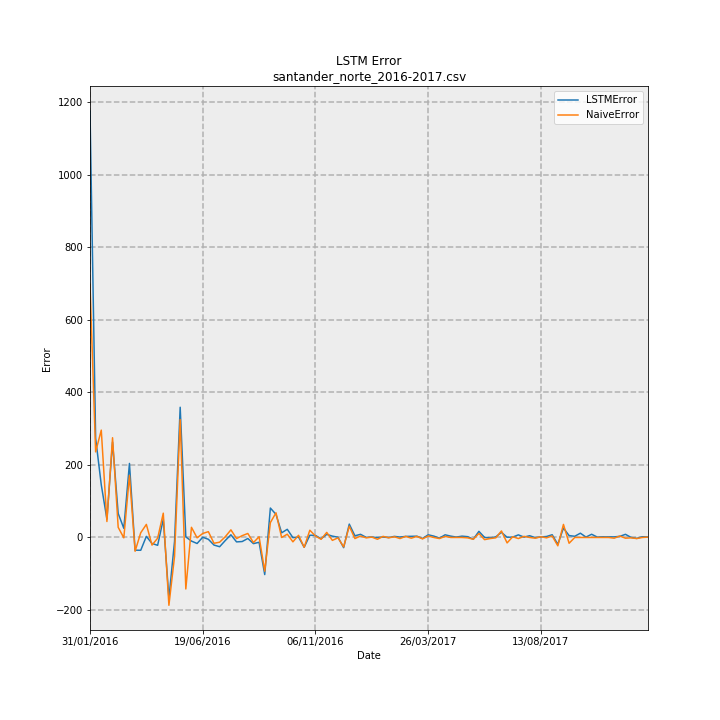 LSTM Error
santander_norte_2016-2017.csv
LSTMError
NaiveError
1200
1000
800
600
400
200
0
−200
Error
31/01/2016
19/06/2016
06/11/2016
26/03/2017
13/08/2017
Date